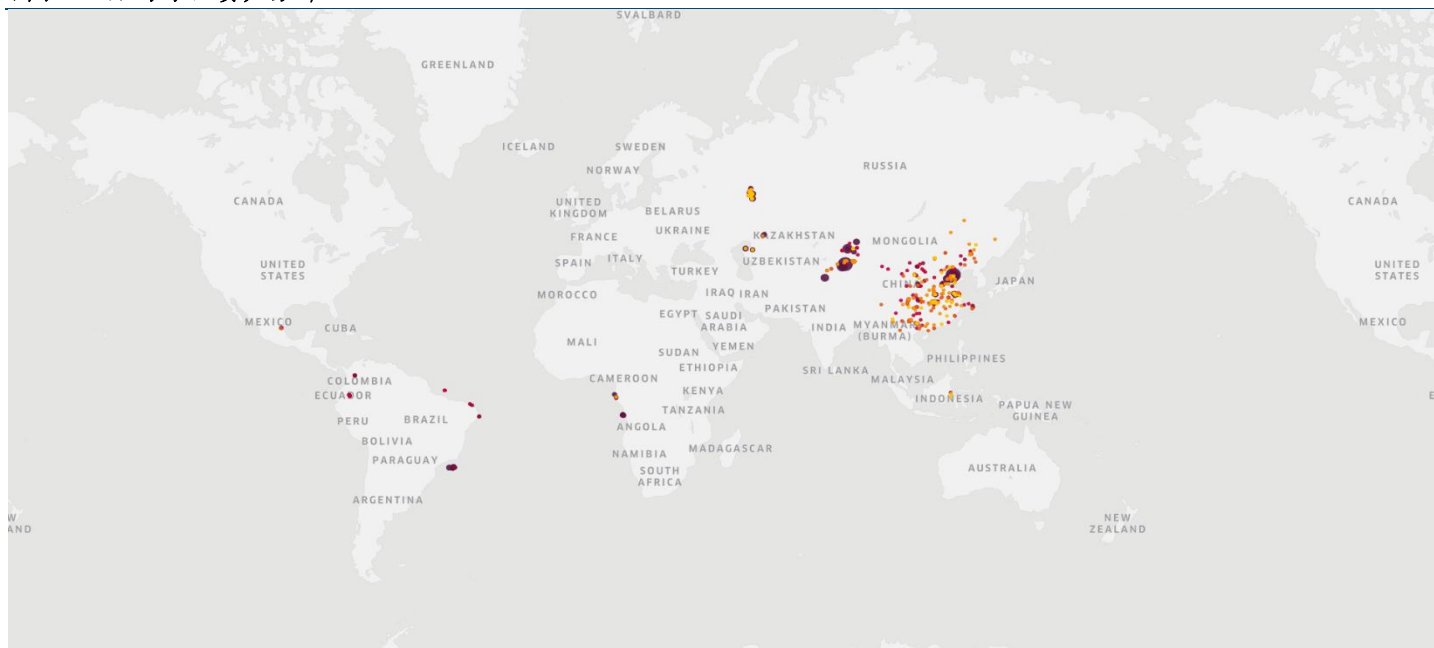 SVALBARD
GREENLAND
ICELAND
SWEDEN
RUSSIA
NORWAY
CANADA
CANADA
UNITED
KINGDOM
BELARUS
UKRAINE
FRANCE
KAZAKHSTAN
MONGOLIA
ITALY
SPAIN
UZBEKISTAN
UNITED
STATES
UNITED
STATES
TURKEY
CHINA
JAPAN
MOROCCO
IRAQ
IRAN
PAKISTAN
EGYPT
SAUDI
ARABIA
MEXICO
CUBA
INDIA
MYANMAR
(BURMA)
MEXICO
MALI
SUDAN
YEMEN
PHILIPPINES
ETHIOPIA
SRI LANKA
COLOMBIA
CAMEROON
MALAYSIA
ECUADOR
KENYA
INDONESIA
PAPUA NEW
GUINEA
TANZANIA
PERU
BRAZIL
ANGOLA
BOLIVIA
MADAGASCAR
NAMIBIA
PARAGUAY
SOUTH
AFRICA
AUSTRALIA
ARGENTINA
NEW
ZEALAND